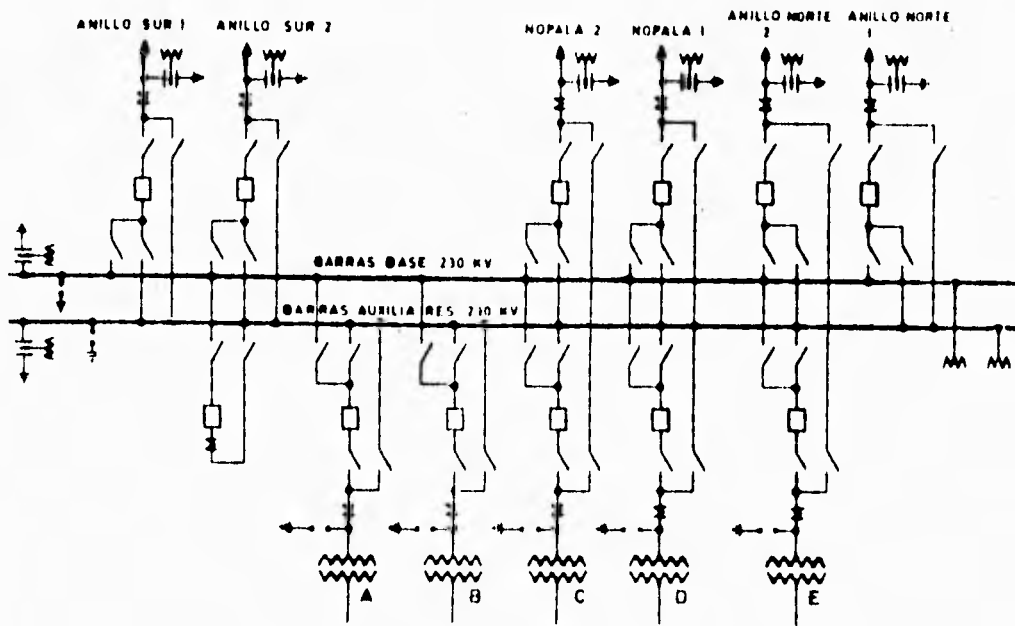 ANILLO SUR 1
ANILLO SUR 2
NOPALA 2
NOPALA 1
ANILLO NORTE
2
ANILLO NORTE
1
BARRAS BASE 230 KV
BARRAS AUXILIARES 230 KV
A
B
C
D
E